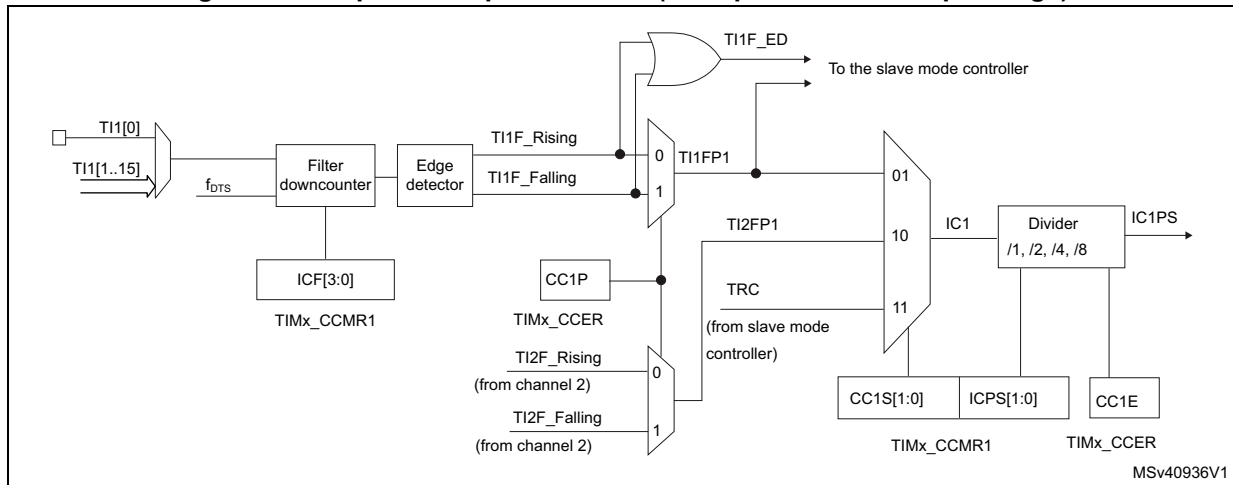 TI1F_ED
To the slave mode controller
TI1[0]
TI1[1..15]
fDTS
Filter
downcounter
Edge
detector
TI1F_Rising
TI1F_Falling
0
1
TI1FP1
01
TI2FP1
10
IC1
Divider
/1, /2, /4, /8
IC1PS
ICF[3:0]
TIMx_CCMR1
CC1P
TIMx_CCER
TRC
11
(from slave mode
controller)
TI2F_Rising
(from channel 2)
0
TI2F_Falling
(from channel 2)
1
CC1S[1:0]
ICPS[1:0]
CC1E
TIMx_CCMR1
TIMx_CCER
MSv40936V1